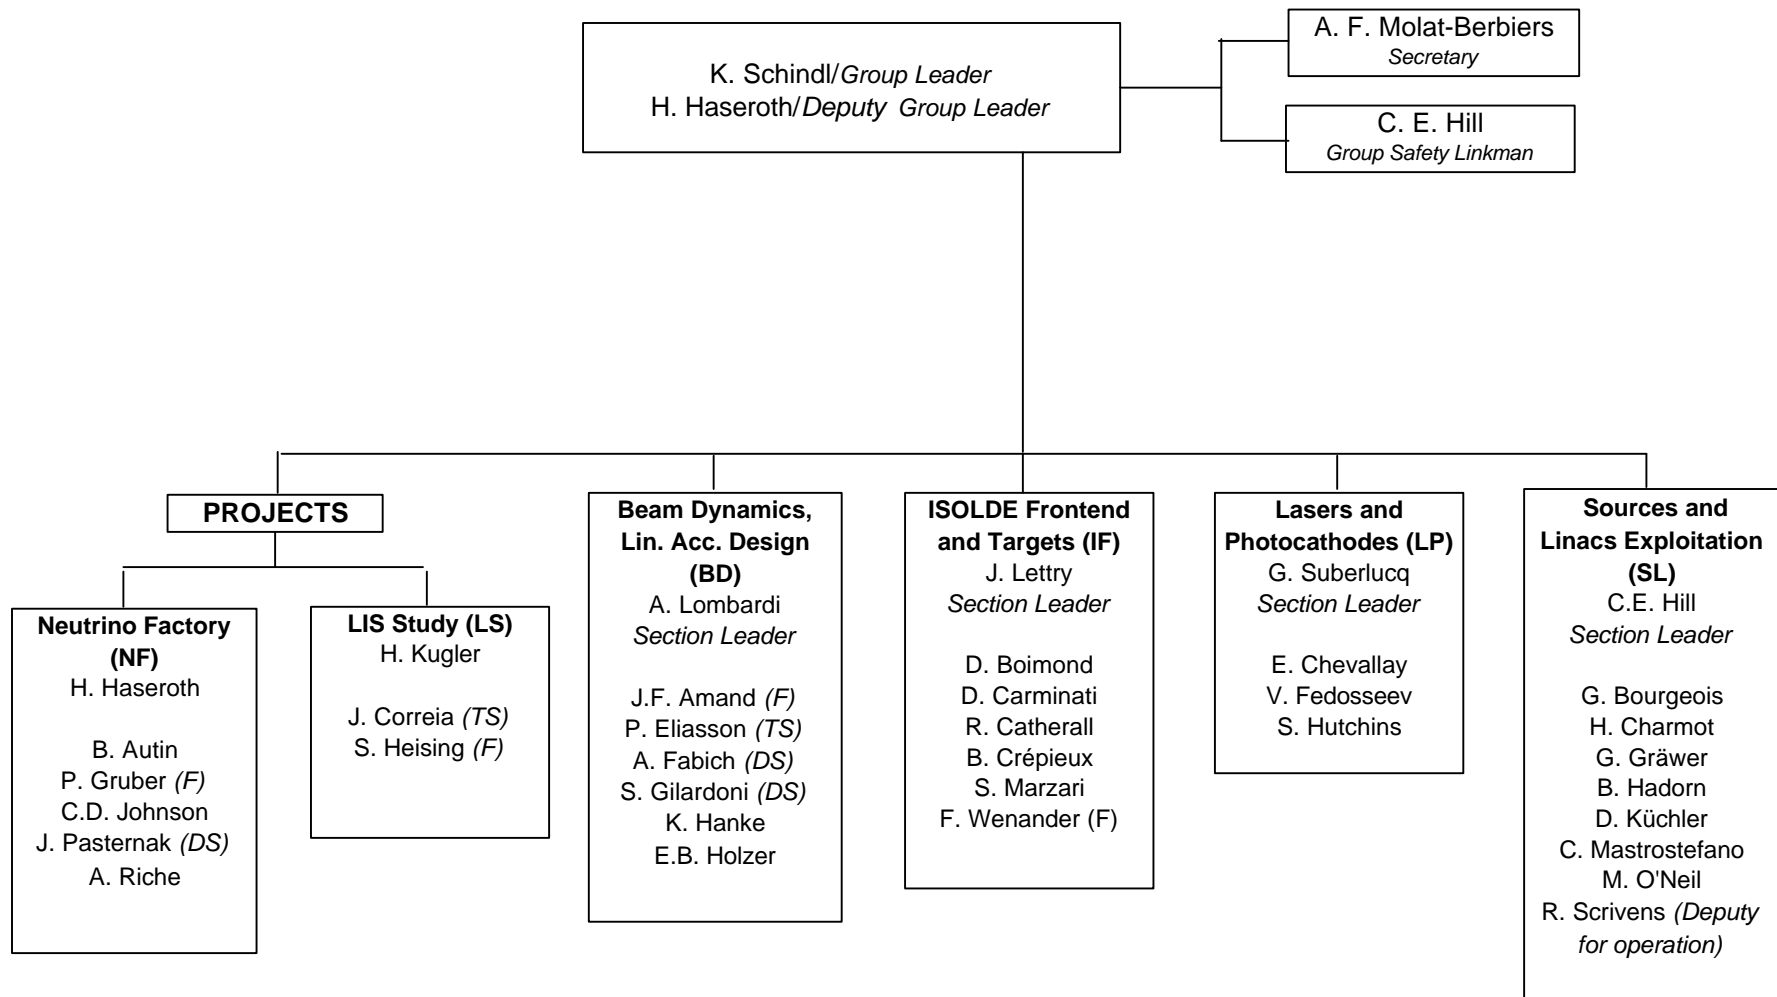 K. Schindl/Group Leader
H. Haseroth/Deputy Group Leader
A. F. Molat-Berbiers
Secretary
C. E. Hill
Group Safety Linkman
PROJECTS
Neutrino Factory
(NF)
H. Haseroth
B. Autin
P. Gruber (F)
C.D. Johnson
J. Pasternak (DS)
A. Riche
LIS Study (LS)
H. Kugler
J. Correia (TS)
S. Heising (F)
Beam Dynamics,
Lin. Acc. Design
(BD)
A. Lombardi
Section Leader
J.F. Amand (F)
P. Eliasson (TS)
A. Fabich (DS)
S. Gilardoni (DS)
K. Hanke
E.B. Holzer
ISOLDE Frontend
and Targets (IF)
J. Lettry
Section Leader
D. Boimond
D. Carminati
R. Catherall
B. Crépieux
S. Marzari
F. Wenander (F)
Lasers and
Photocathodes (LP)
G. Suberlucq
Section Leader
E. Chevallay
V. Fedosseev
S. Hutchins
Sources and
Linacs Exploitation
(SL)
C.E. Hill
Section Leader
G. Bourgeois
H. Charmot
G. Gräwer
B. Hadorn
D. Küchler
C. Mastrostefano
M. O'Neil
R. Scrivens (Deputy
for operation)